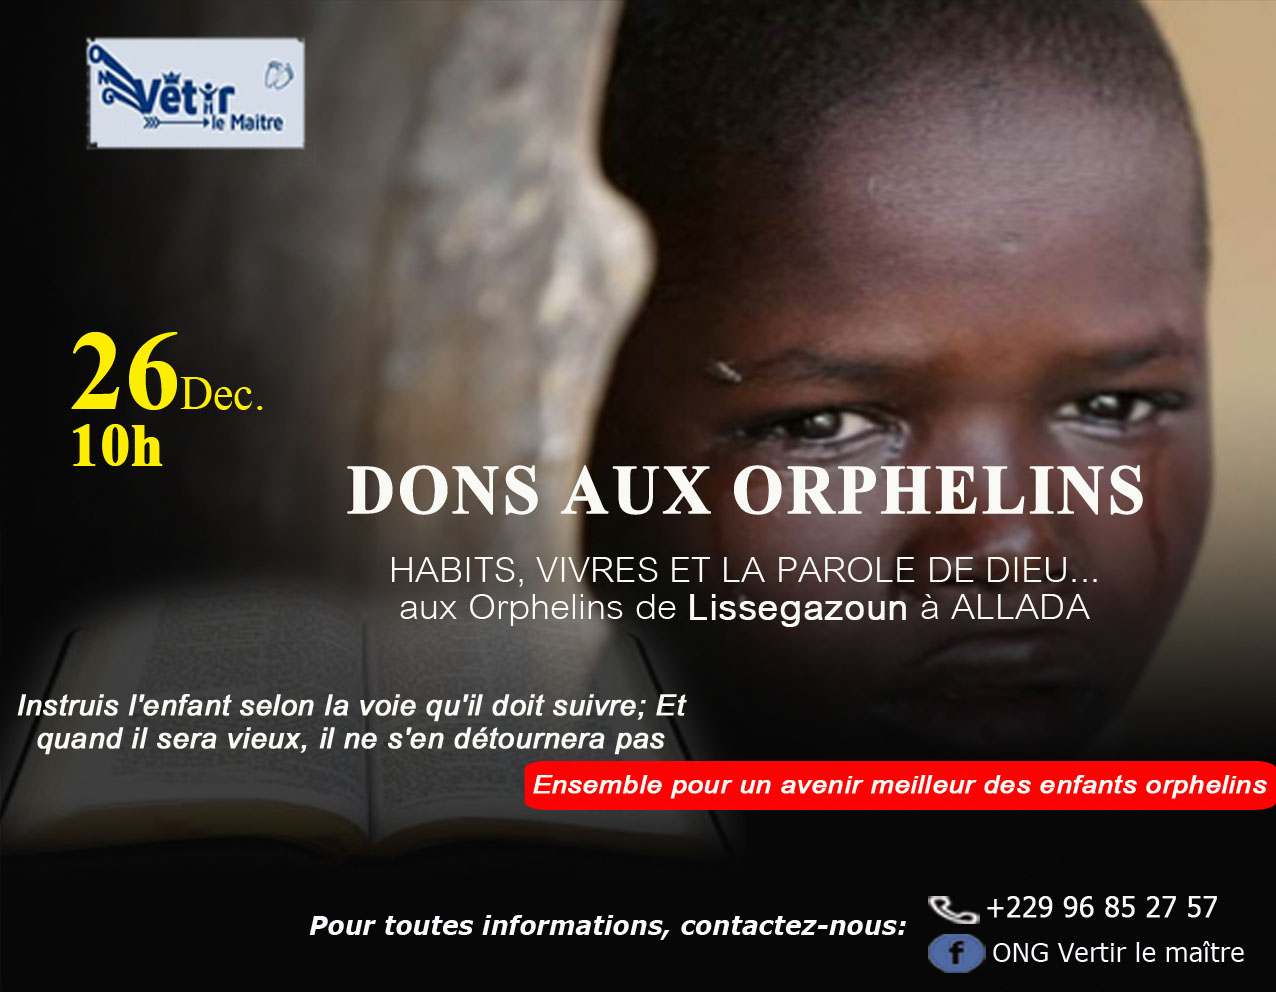 ONG
Vêtir
le Maitre
26 Dec.
10h
DONS AUX ORPHELINS
HABITS, VIVRES ET LA PAROLE DE DIEU...
aux Orphelins de Lissegazoun à ALLADA
Instruis l'enfant selon la voie qu'il doit suivre; Et
quand il sera vieux, il ne s'en détournera pas
Ensemble pour un avenir meilleur des enfants orphelins
Pour toutes informations, contactez-nous:
+229 96 85 27 57
f ONG Vertir le maître